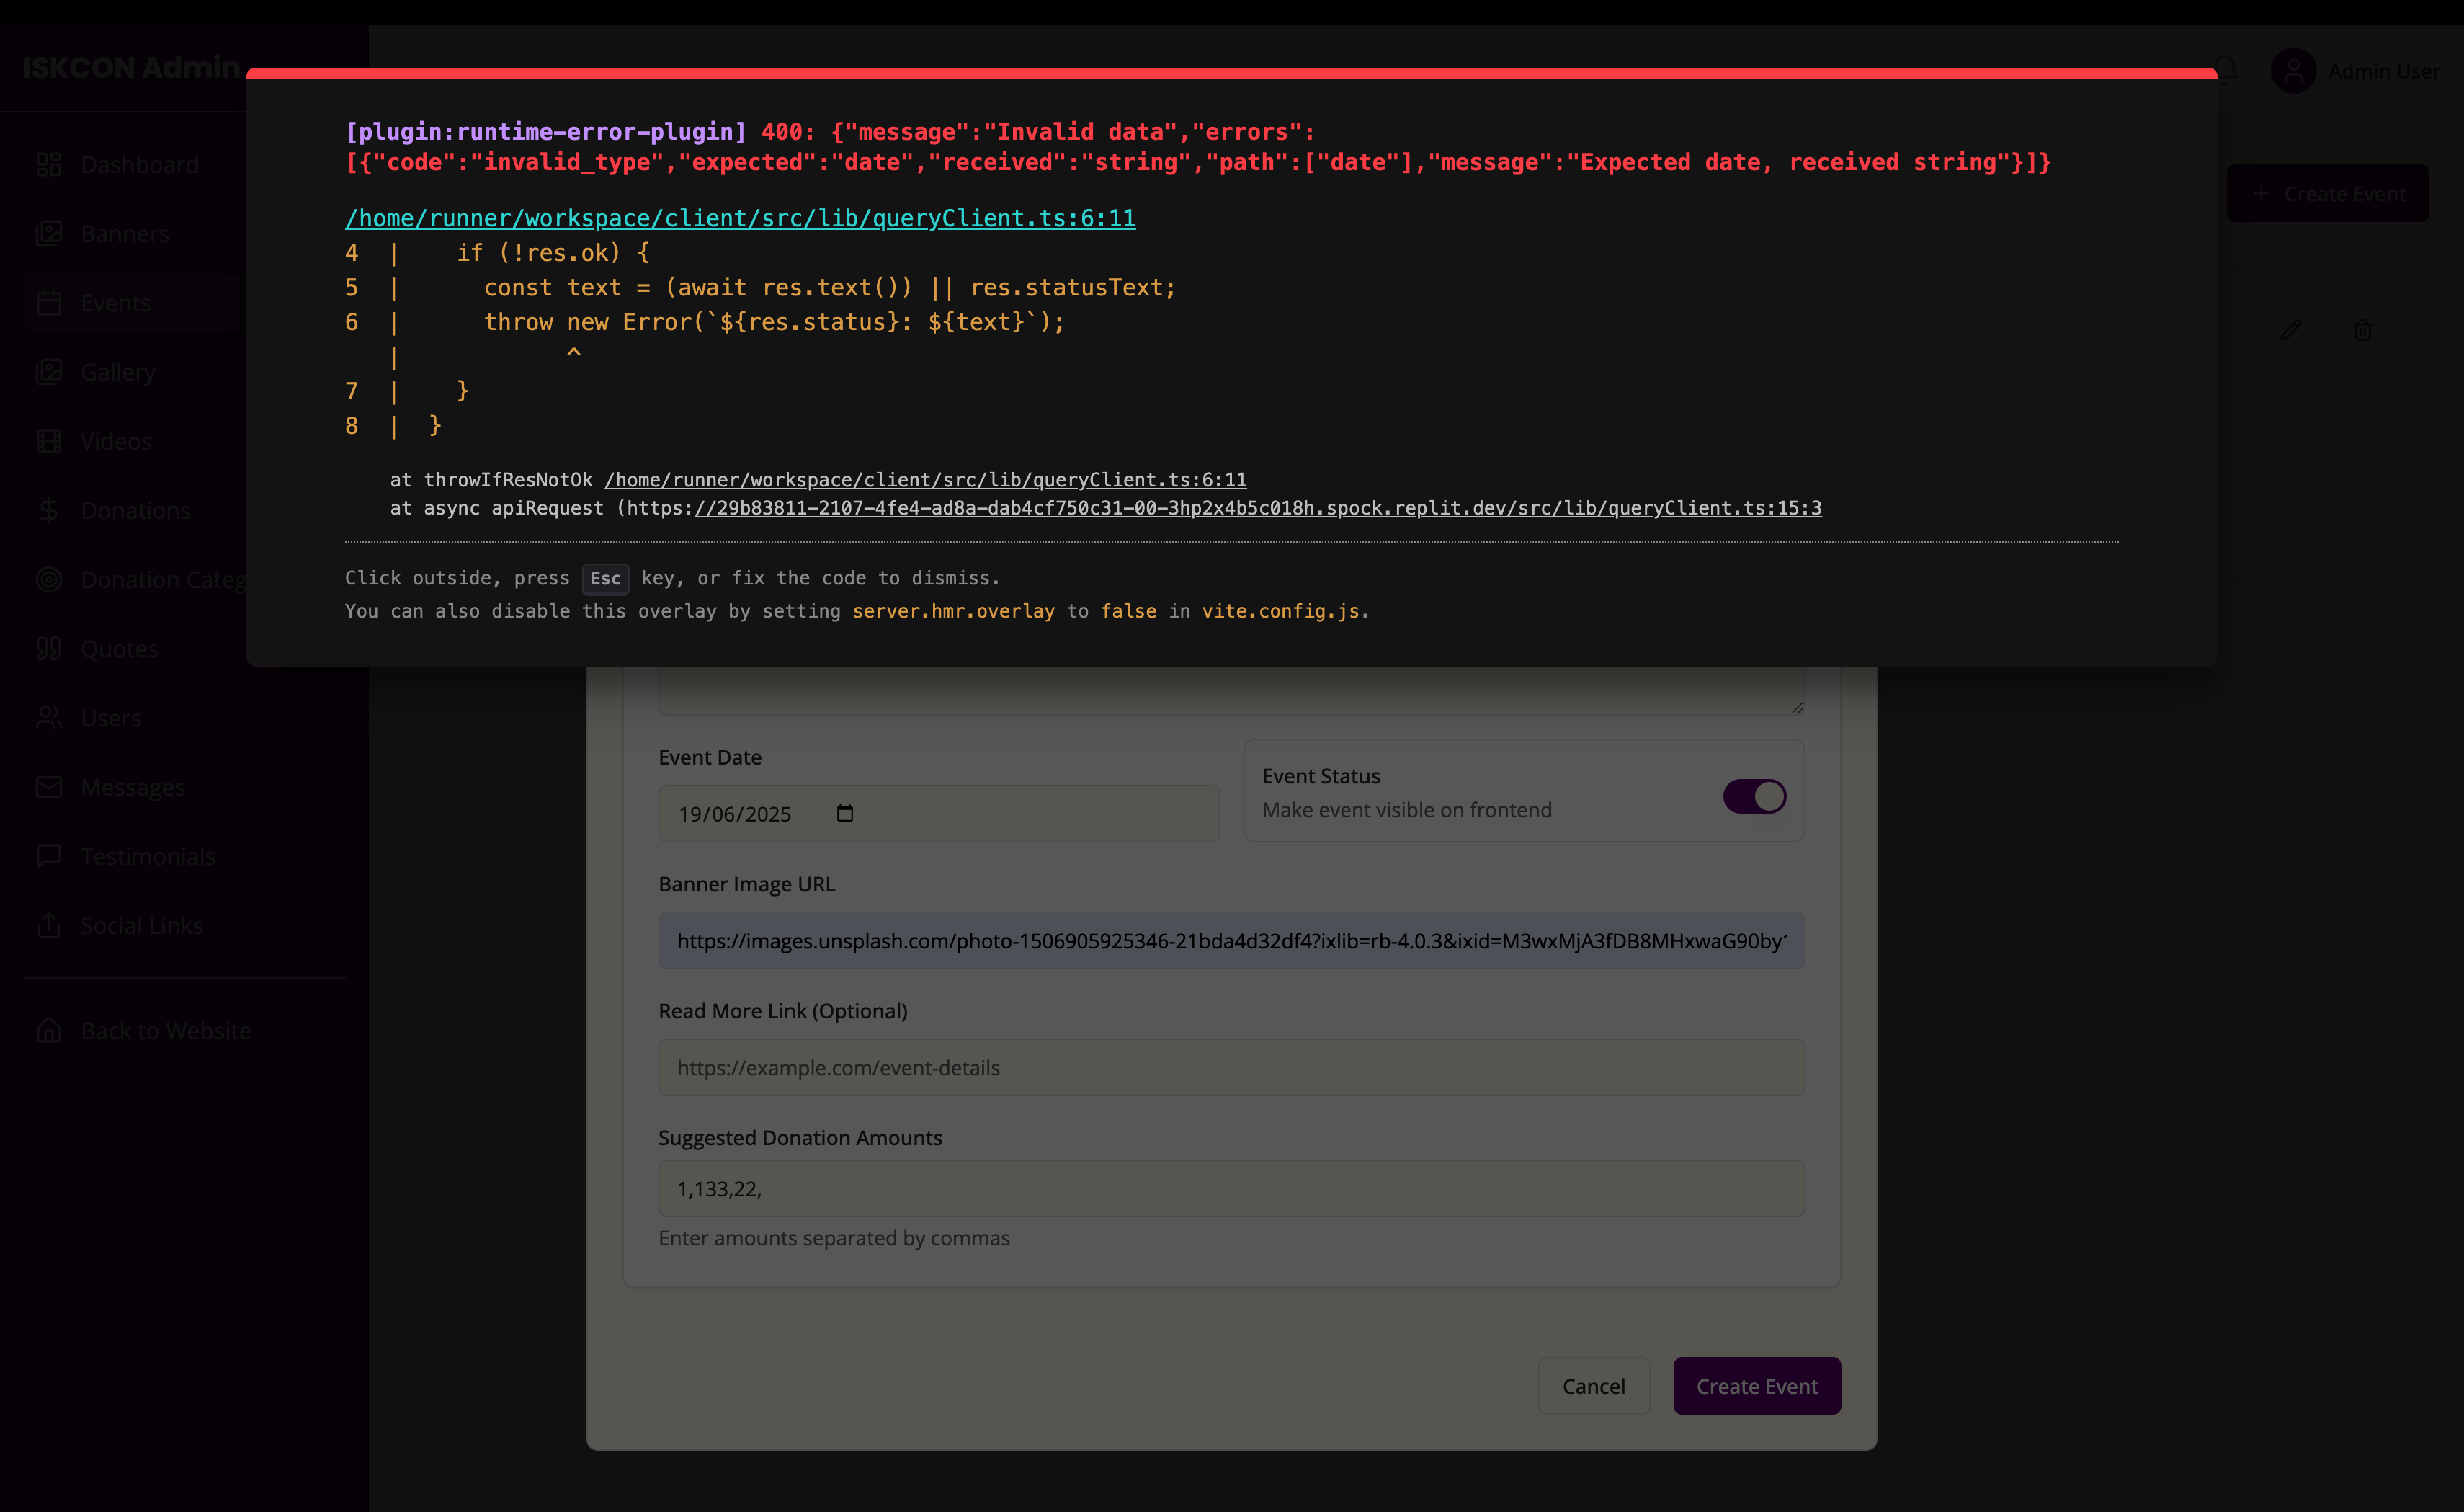 ISKCON Admin
Admin User
[plugin:runtime-error-plugin] 400: {"message":"Invalid data","errors":
[{"code":"invalid_type","expected":"date","received":"string","path":["date"],"message":"Expected date, received string"}]}
/home/runner/workspace/client/src/lib/queryClient.ts:6:11
4 | if (!res.ok) {
5 | const text = (await res.text()) || res.statusText;
6 | throw new Error(`${res.status}: ${text}`);
| ^
7 | }
8 | }
at throwIfResNotOk /home/runner/workspace/client/src/lib/queryClient.ts:6:11
at async apiRequest (https://29b83811-2107-4fe4-ad8a-dab4cf750c31-00-3hp2x4b5c018h.spock.replit.dev/src/lib/queryClient.ts:15:3
Click outside, press Esc key, or fix the code to dismiss.
You can also disable this overlay by setting server.hmr.overlay to false in vite.config.js.
Dashboard
Banners
Events
Gallery
Videos
Donations
Donation Categ
Quotes
Users
Messages
Testimonials
Social Links
Back to Website
+ Create Event
Event Date
19/06/2025
Event Status
Make event visible on frontend
Banner Image URL
https://images.unsplash.com/photo-1506905925346-21bda4d32df4?ixlib=rb-4.0.3&ixid=M3wxMjA3fDB8MHxwaG90by
Read More Link (Optional)
https://example.com/event-details
Suggested Donation Amounts
1,133,22,
Enter amounts separated by commas
Cancel
Create Event